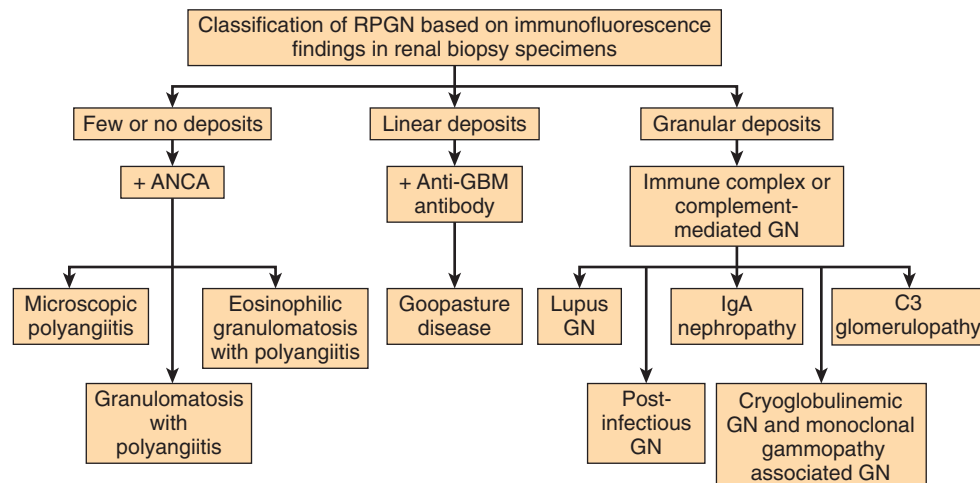 Classification of RPGN based on immunofluorescence
findings in renal biopsy specimens
Few or no deposits
Linear deposits
Granular deposits
+ ANCA
+ Anti-GBM
antibody
Immune complex or
complement-
mediated GN
Microscopic
polyangiitis
Eosinophilic
granulomatosis
with polyangiitis
Goopasture
disease
Lupus
GN
IgA
nephropathy
C3
glomerulopathy
Granulomatosis
with
polyangiitis
Post-
infectious
GN
Cryoglobulinemic
GN and monoclonal
gammopathy
associated GN